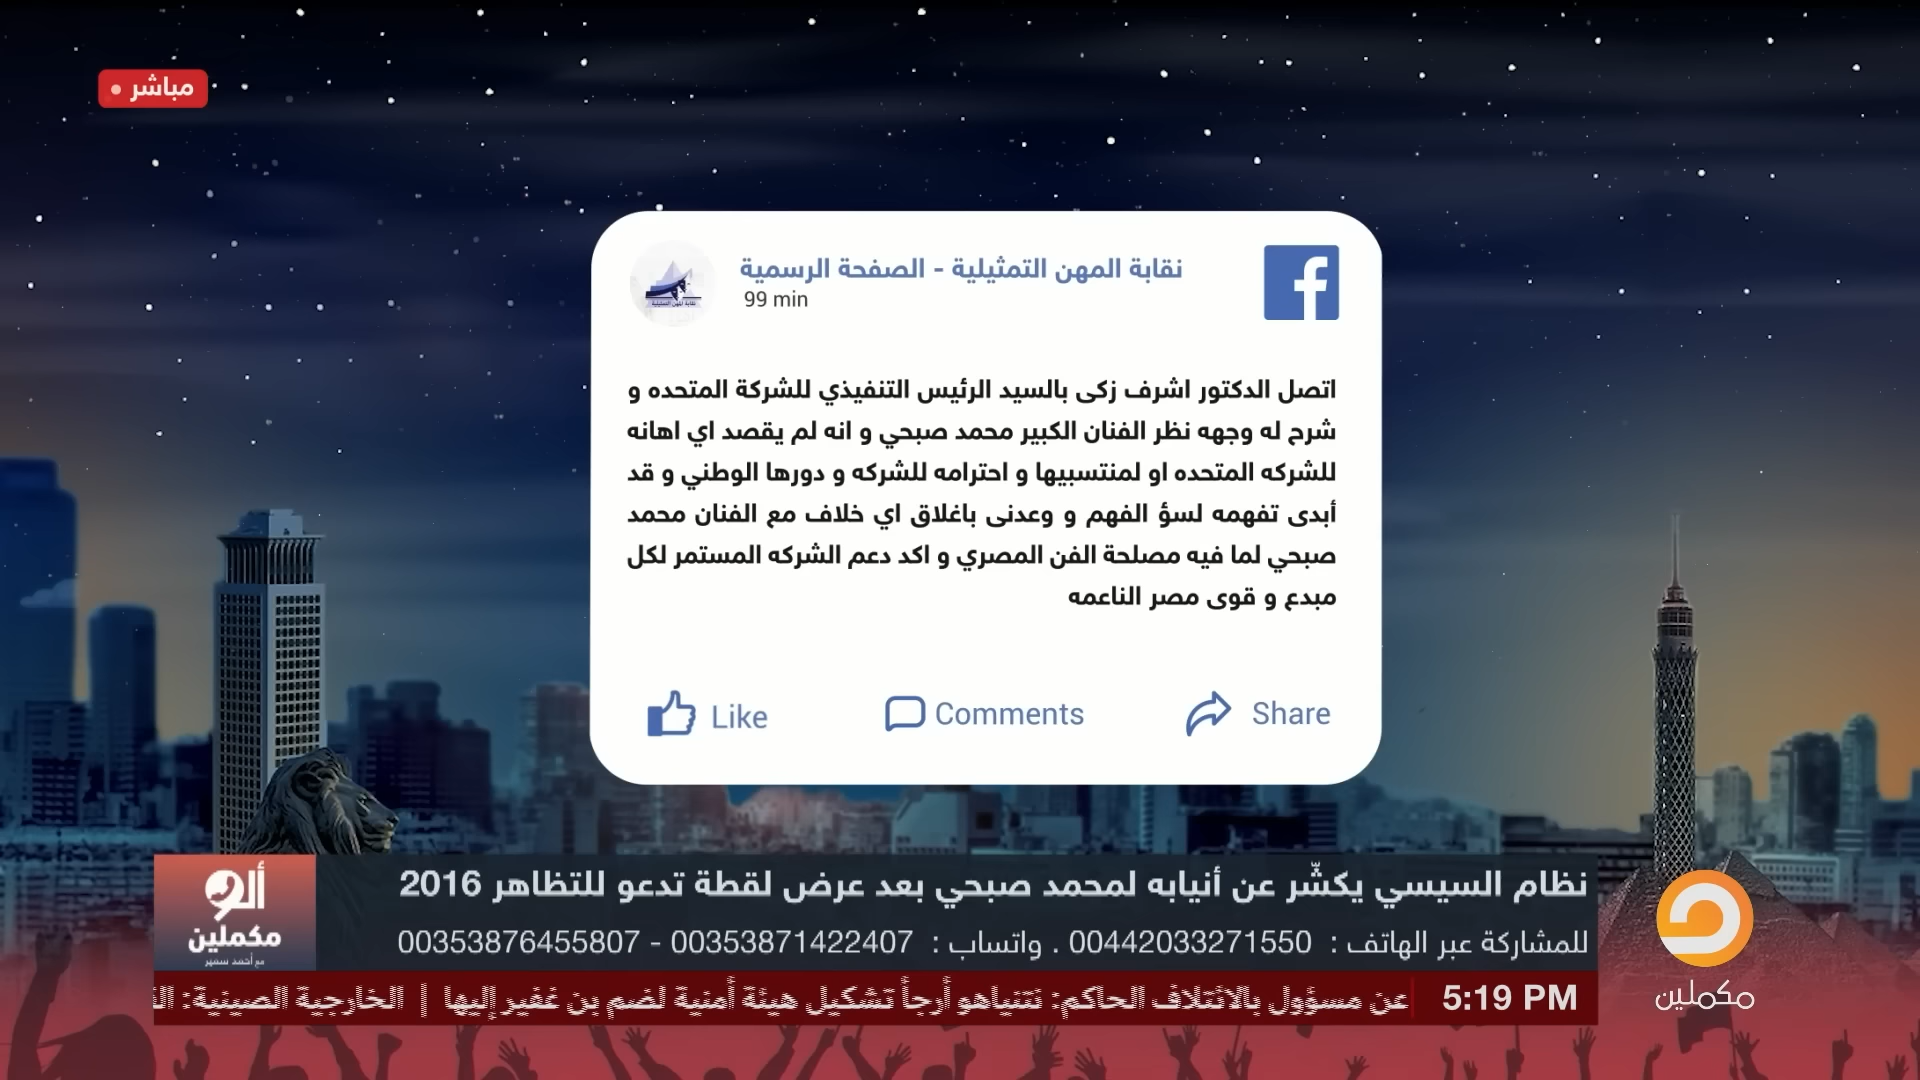 مباشر
نقابة المهن التمثيلية - الصفحة الرسمية
99 min
اتصل الدكتور اشرف زكى بالسيد الرئيس التنفيذي للشركة المتحده و
شرح له وجهه نظر الفنان الكبير محمد صبحي و انه لم يقصد اي اهانه
للشركه المتحده او لمنتسبيها و احترامه للشركه و دورها الوطني و قد
أبدى تفهمه لسؤ الفهم و وعدنى باغلاق اي خلاف مع الفنان محمد
صبحي لما فيه مصلحة الفن المصري و اكد دعم الشركه المستمر لكل
مبدع و قوى مصر الناعمه
Like
Comments
Share
نظام السيسي يكشّر عن أنيابه لمحمد صبحي بعد عرض لقطة تدعو للتظاهر 2016
للمشاركة عبر الهاتف : 00442033271550 . واتساب : 00353871422407 - 00353876455807
ألو
مكملين
مع أحمد سمير
5:19 PM
عن مسؤول بالائتلاف الحاكم: نتنياهو أرجأ تشكيل هيئة أمنية لضم بن غفير إليها | الخارجية الصينية:
مكملين